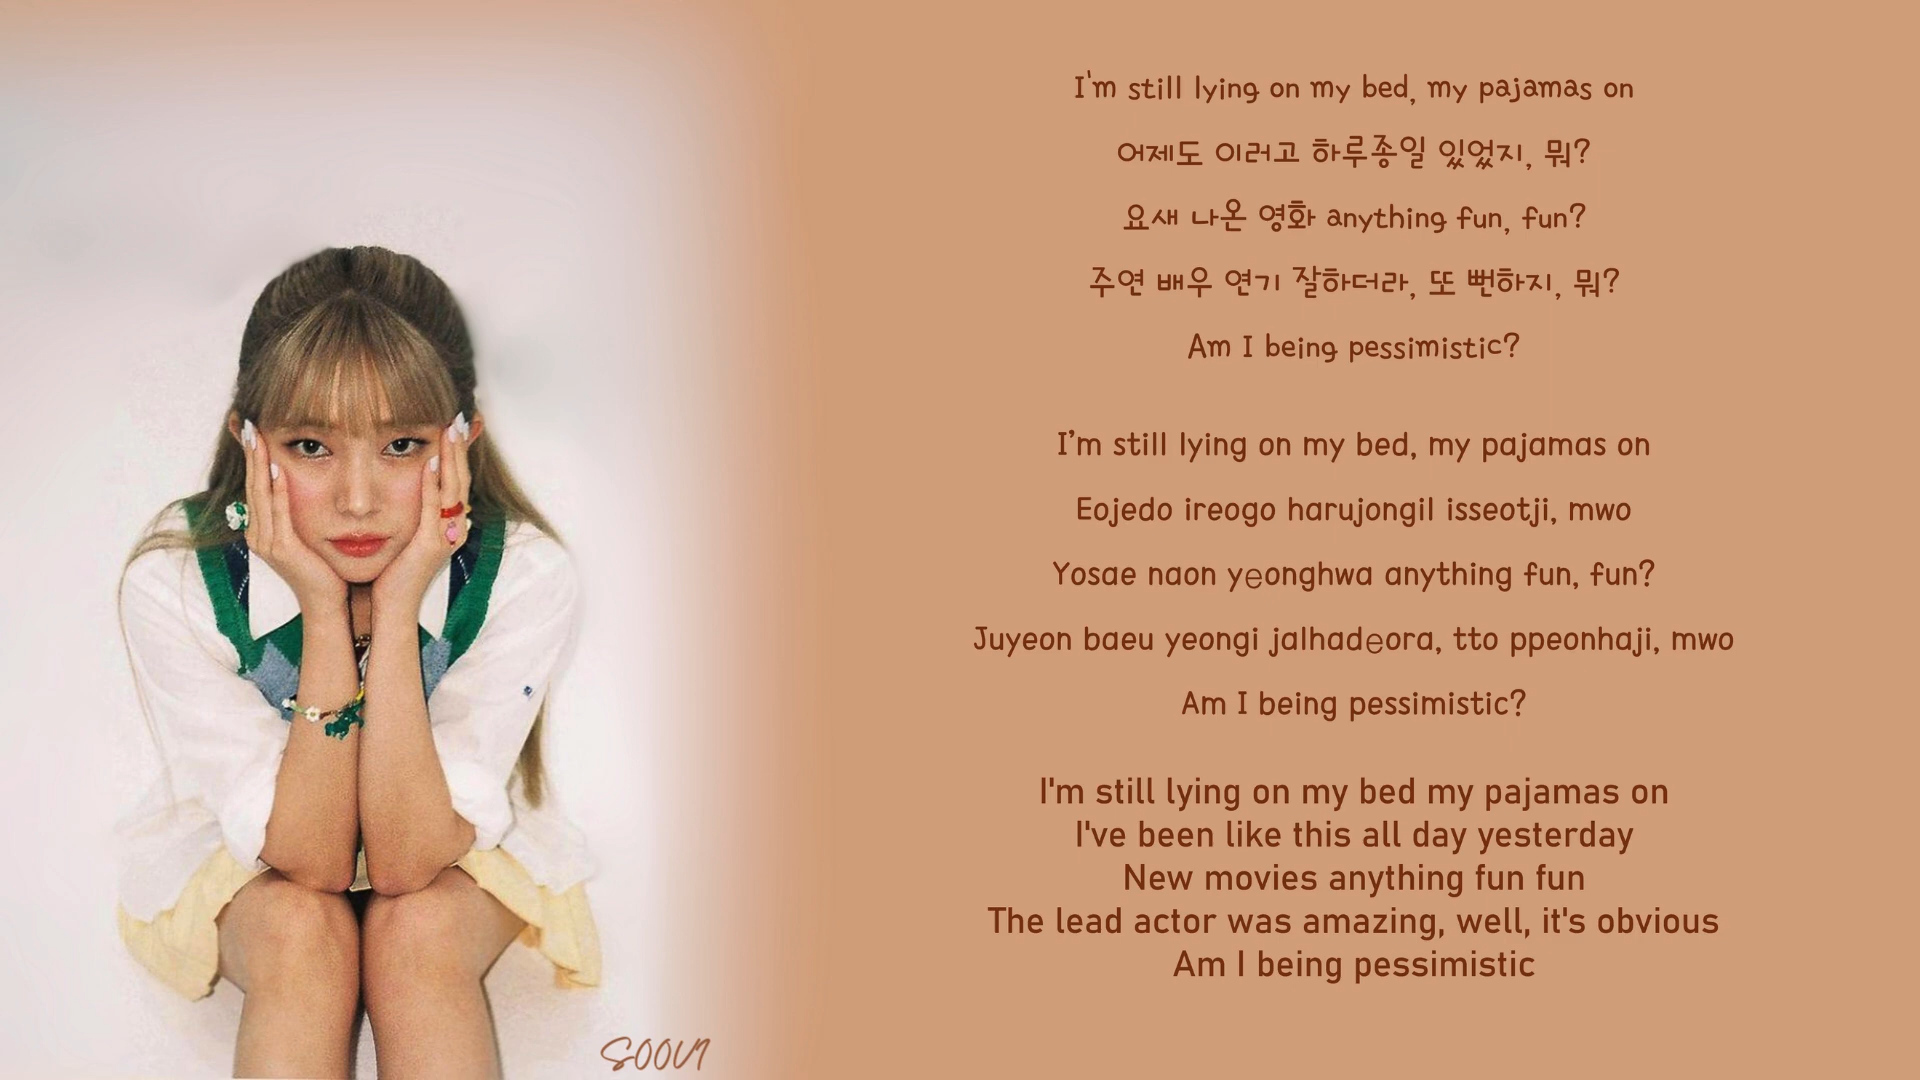 I'm still lying on my bed, my pajamas on
어제도 이러고 하루종일 있었지, 뭐?
요새 나온 영화 anything fun, fun?
주연 배우 연기 잘하더라, 또 뻔하지, 뭐?
Am I being pessimistic?
I’m still lying on my bed, my pajamas on
Eojedo ireogo harujongil isseotji, mwo
Yosae naon yeonghwa anything fun, fun?
Juyeon baeu yeongi jalhadeora, tto ppeonhaji, mwo
Am I being pessimistic?
I'm still lying on my bed my pajamas on
I've been like this all day yesterday
New movies anything fun fun
The lead actor was amazing, well, it's obvious
Am I being pessimistic